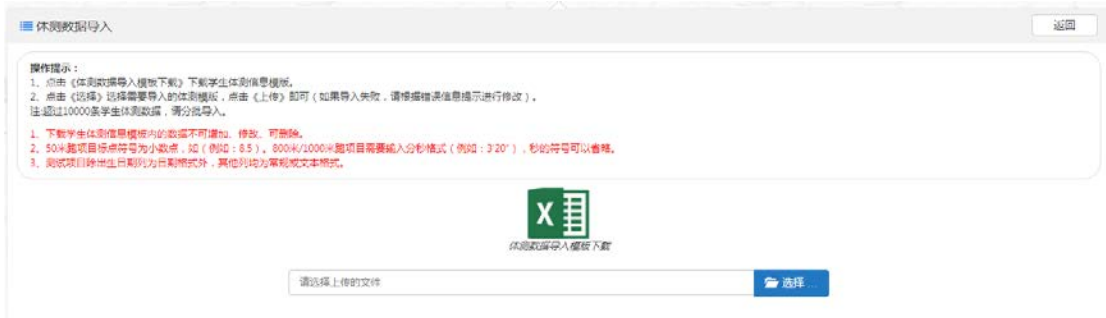 体测数据导入
返回
操作提示：
1、点击《体测数据导入模板下载》下载学生体测信息模版。
2、点击《选择》选择需要导入的体测模版，点击《上传》即可（如果导入失败，请根据错误信息提示进行修改）。
注:超过10000条学生体测数据，需分批导入。
1、下载学生体测信息模板内的数据不可增加、修改、可删除。
2、50米跑项目标点符号为小数点，如（例如：8.5）。800米/1000米跑项目需要输入分秒格式（例如：3'20"），秒的符号可以省略。
3、测试项目除出生日期列为日期格式外，其他列均为常规或文本格式。
体测数据导入模板下载
请选择上传的文件
选择 ...